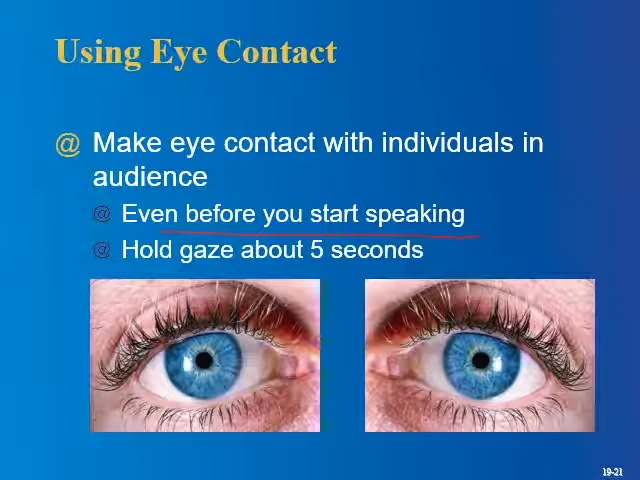 Using Eye Contact
@ Make eye contact with individuals in
audience
@ Even before you start speaking
@ Hold gaze about 5 seconds
19-21